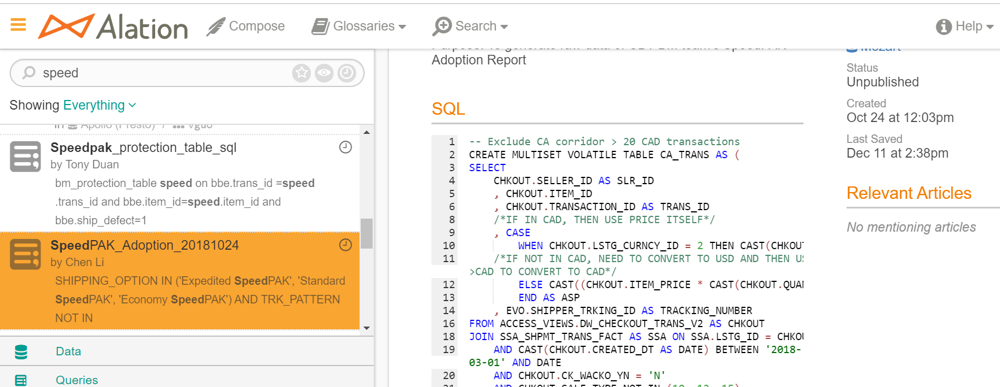 Alation
Compose
Glossaries
Search
Help
speed
Showing Everything
in Apollo (Presto) / vguo
Speedpak_protection_table_sql
by Tony Duan
bm_protection_table speed on bbe.trans_id =speed
.trans_id and bbe.item_id=speed.item_id and
bbe.ship_defect=1
SpeedPAK_Adoption_20181024
by Chen Li
SHIPPING_OPTION IN ('Expedited SpeedPAK', 'Standard
SpeedPAK', 'Economy SpeedPAK') AND TRK_PATTERN
NOT IN
Data
Queries
Adoption Report
SQL
1 -- Exclude CA corridor > 20 CAD transactions
2 CREATE MULTISET VOLATILE TABLE CA_TRANS AS (
3 SELECT
4 CHKOUT.SELLER_ID AS SLR_ID
5 , CHKOUT.ITEM_ID
6 , CHKOUT.TRANSACTION_ID AS TRANS_ID
8 /*IF IN CAD, THEN USE PRICE ITSELF*/
9 , CASE
10 WHEN CHKOUT.LSTG_CURNCY_ID = 2 THEN CAST(CHKOUT
11 /*IF NOT IN CAD, NEED TO CONVERT TO USD AND THEN US
>CAD TO CONVERT TO CAD*/
12 ELSE CAST((CHKOUT.ITEM_PRICE * CAST(CHKOUT.QUAN
13 END AS ASP
14 , EVO.SHIPPER_TRKING_ID AS TRACKING_NUMBER
16 FROM ACCESS_VIEWS.DW_CHECKOUT_TRANS_V2 AS CHKOUT
18 JOIN SSA_SHPMT_TRANS_FACT AS SSA ON SSA.LSTG_ID = CHKOU
19 AND CAST(CHKOUT.CREATED_DT AS DATE) BETWEEN '2018-
03-01' AND DATE
20 AND CHKOUT.CK_WACKO_YN = 'N'
Mozart
Status
Unpublished
Created
Oct 24 at 12:03pm
Last Saved
Dec 11 at 2:38pm
Relevant Articles
No mentioning articles